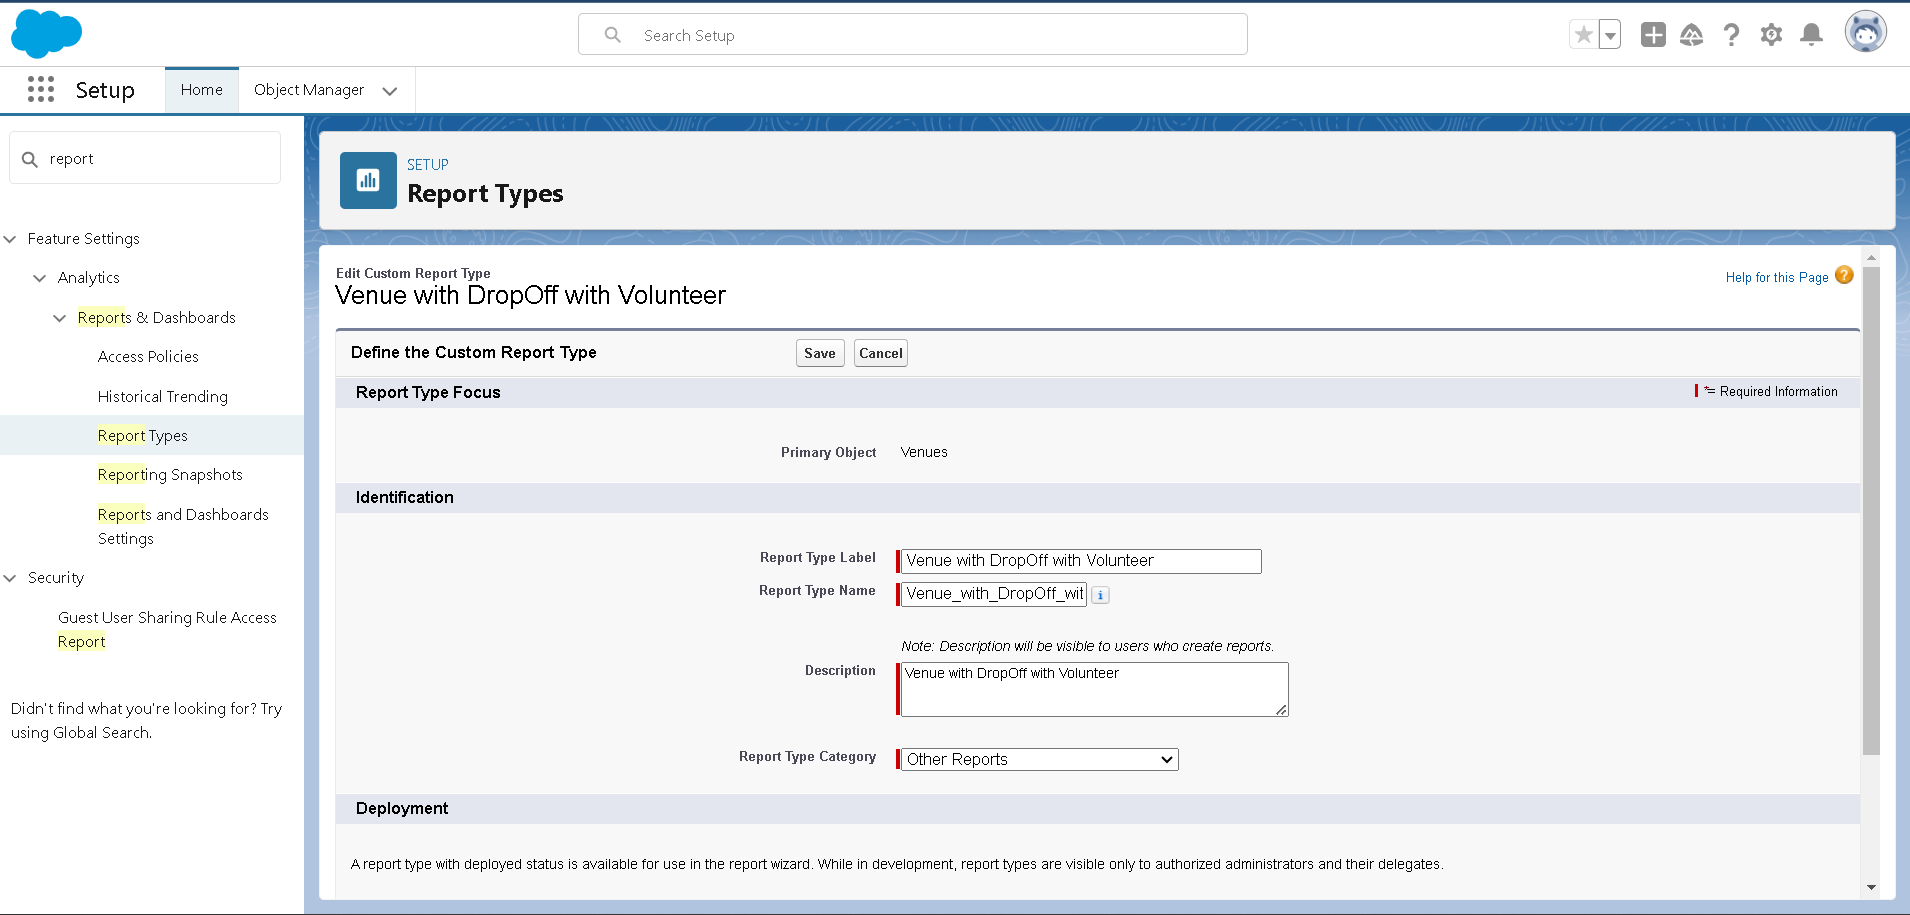 Search Setup
Setup
Home
Object Manager
report
Feature Settings
Analytics
Reports & Dashboards
Access Policies
Historical Trending
Report Types
Reporting Snapshots
Reports and Dashboards
Settings
Security
Guest User Sharing Rule Access
Report
Didn't find what you're looking for? Try
using Global Search.
SETUP
Report Types
Edit Custom Report Type
Venue with DropOff with Volunteer
Help for this Page
Define the Custom Report Type
Save
Cancel
Report Type Focus
*= Required Information
Primary Object Venues
Identification
Report Type Label Venue with DropOff with Volunteer
Report Type Name Venue_with_DropOff_wit
Note: Description will be visible to users who create reports.
Description Venue with DropOff with Volunteer
Report Type Category Other Reports
Deployment
A report type with deployed status is available for use in the report wizard. While in development, report types are visible only to authorized administrators and their delegates.